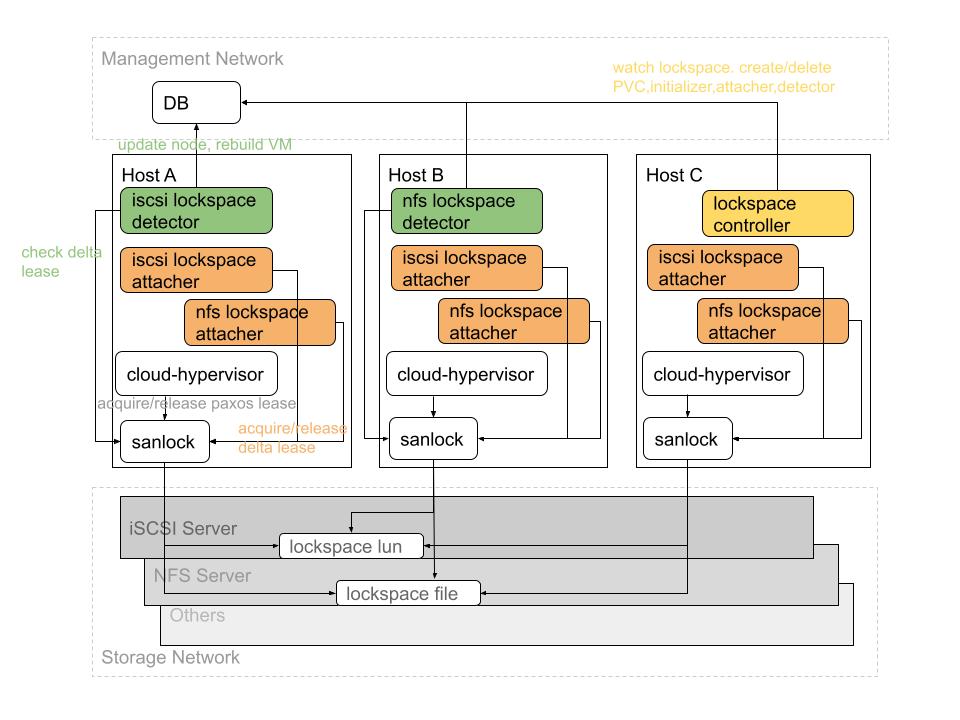 Management Network
watch lockspace. create/delete
PVC,initializer,attacher,detector
DB
update node, rebuild VM
Host A
iscsi lockspace
detector
check delta
lease
iscsi lockspace
attacher
nfs lockspace
attacher
cloud-hypervisor
acquire/release paxos lease
sanlock
acquire/release
delta lease
Host B
nfs lockspace
detector
iscsi lockspace
attacher
nfs lockspace
attacher
cloud-hypervisor
sanlock
Host C
lockspace
controller
iscsi lockspace
attacher
nfs lockspace
attacher
cloud-hypervisor
sanlock
iSCSI Server
lockspace lun
NFS Server
lockspace file
Others
Storage Network